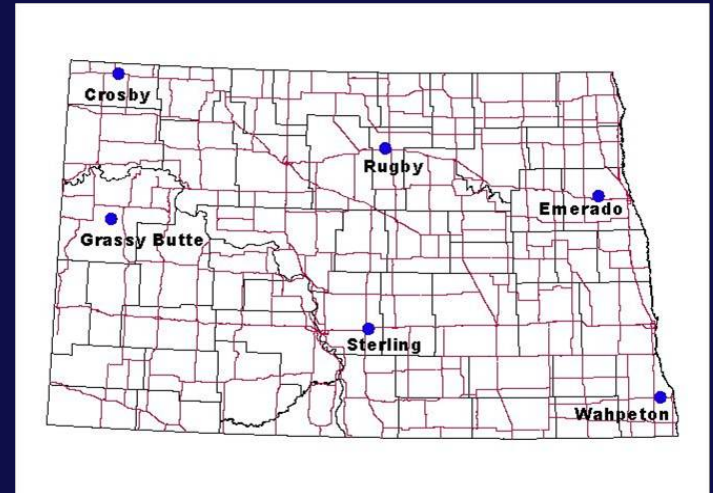 Crosby
Rugby
Emerado
Grassy Butte
Sterling
Wahpeton